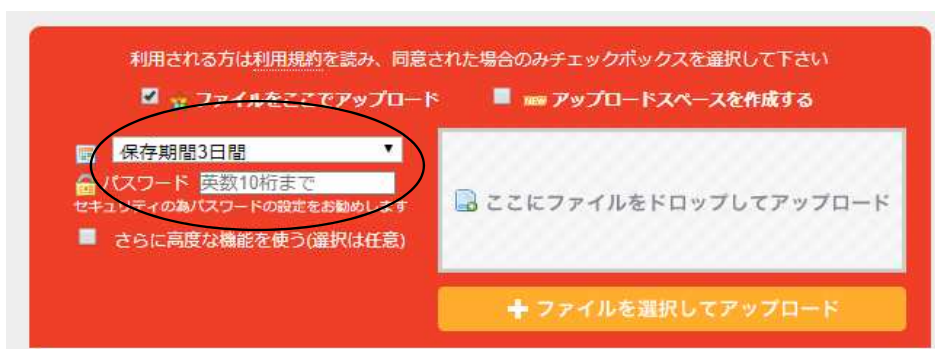 利用される方は利用規約を読み、同意された場合のみチェックボックスを選択して下さい
ファイルをここでアップロード
NEW アップロードスペースを作成する
保存期間3日間
パスワード 英数10桁まで
セキュリティの為パスワードの設定をお勧めします
さらに高度な機能を使う(選択は任意)
ここにファイルをドロップしてアップロード
ファイルを選択してアップロード